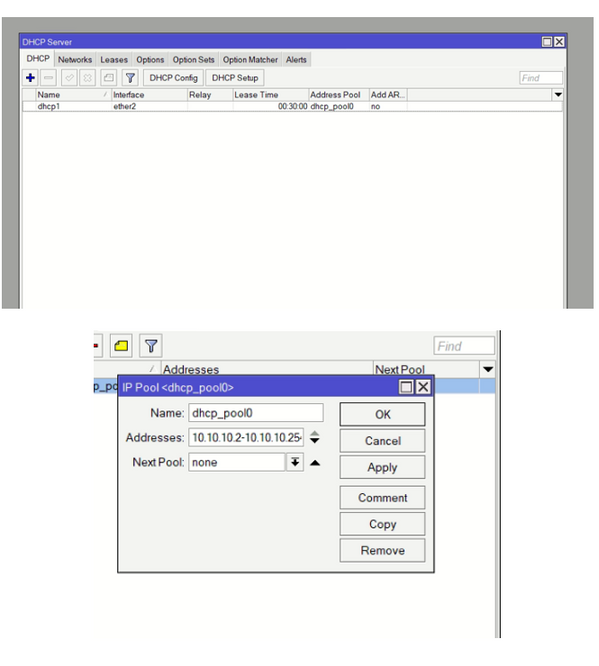 DHCP Server
DHCP Networks Leases Options Option Sets Option Matcher Alerts
DHCP Config DHCP Setup Find
Name / Interface Relay Lease Time Address Pool Add AR...
dhcp1 ether2 00:30:00 dhcp_pool0 no
Find
/ Addresses Next Pool
IP Pool <dhcp_pool0>
Name: dhcp_pool0 OK
Addresses: 10.10.10.2-10.10.10.25 Cancel
Next Pool: none Apply
Comment
Copy
Remove